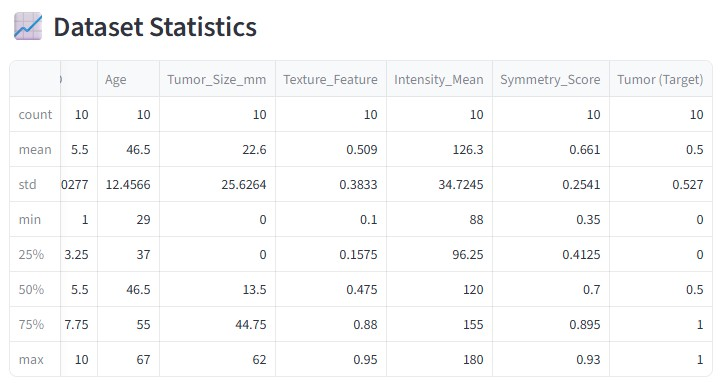 Dataset Statistics
Age Tumor_Size_mm Texture_Feature Intensity_Mean Symmetry_Score Tumor (Target)
count 10 10 10 10 10 10 10
mean 5.5 46.5 22.6 0.509 126.3 0.661 0.5
std 0277 12.4566 25.6264 0.3833 34.7245 0.2541 0.527
min 1 29 0 0.1 88 0.35 0
25% 3.25 37 0 0.1575 96.25 0.4125 0
50% 5.5 46.5 13.5 0.475 120 0.7 0.5
75% 7.75 55 44.75 0.88 155 0.895 1
max 10 67 62 0.95 180 0.93 1